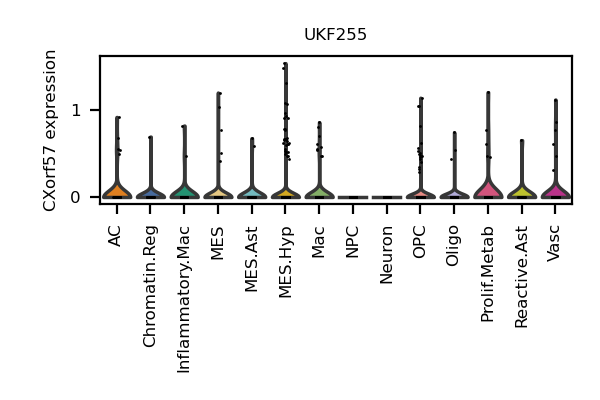 UKF255
CXorf57 expression
1
0
AC
Chromatin.Reg
Inflammatory.Mac
MES
MES.Ast
MES.Hyp
Mac
NPC
Neuron
OPC
Oligo
Prolif.Metab
Reactive.Ast
Vasc